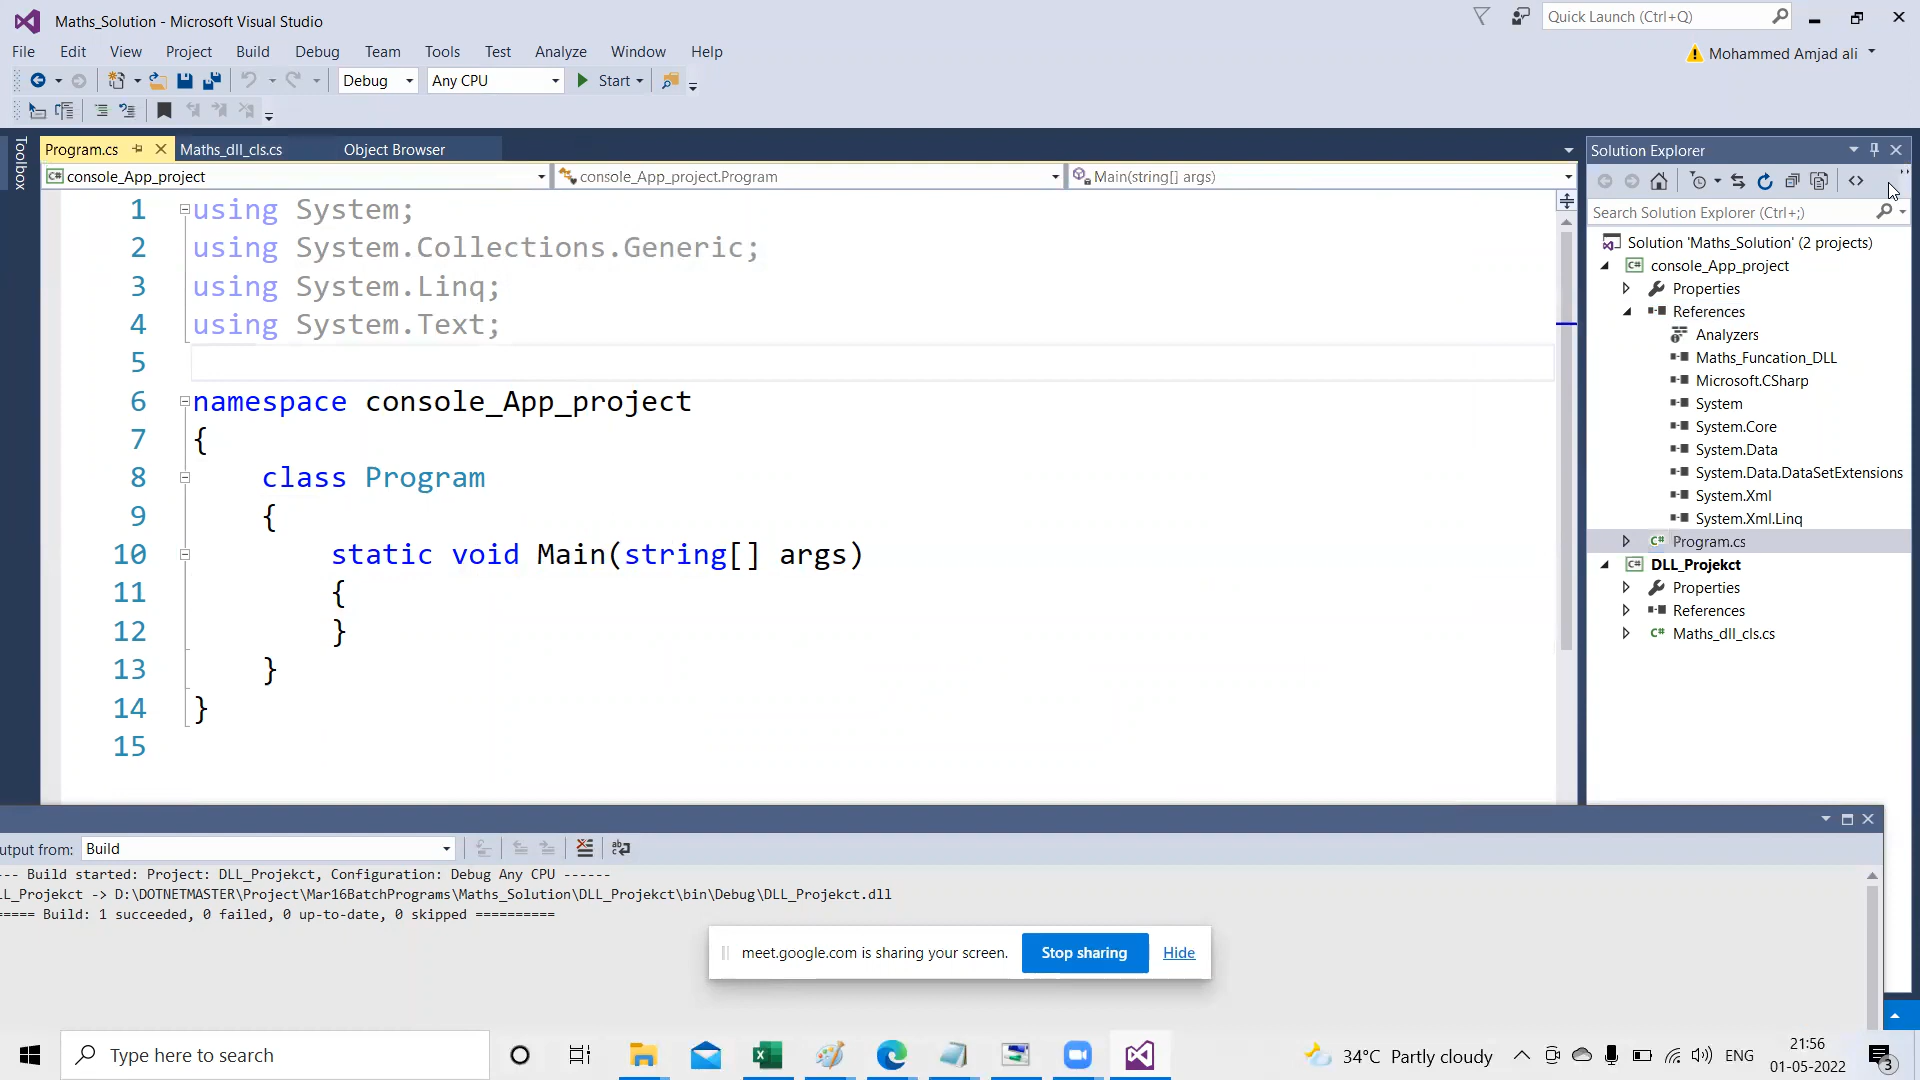 Maths_Solution - Microsoft Visual Studio
Quick Launch (Ctrl+Q)
File Edit View Project Build Debug Team Tools Test Analyze Window Help
Mohammed Amjad ali
Debug Any CPU Start
Toolbox
Program.cs Maths_dll_cls.cs Object Browser
console_App_project console_App_project.Program Main(string[] args)
1 using System;
2 using System.Collections.Generic;
3 using System.Linq;
4 using System.Text;
5
6 namespace console_App_project
7 {
8 class Program
9 {
10 static void Main(string[] args)
11 {
12 }
13 }
14 }
15
Solution Explorer
Search Solution Explorer (Ctrl+;)
Solution 'Maths_Solution' (2 projects)
console_App_project
Properties
References
Analyzers
Maths_Funcation_DLL
Microsoft.CSharp
System
System.Core
System.Data
System.Data.DataSetExtensions
System.Xml
System.Xml.Linq
Program.cs
DLL_Projekct
Properties
References
Maths_dll_cls.cs
utput from: Build
--- Build started: Project: DLL_Projekct, Configuration: Debug Any CPU ------
LL_Projekct -> D:\DOTNETMASTER\Project\Mar16BatchPrograms\Maths_Solution\DLL_Projekct\bin\Debug\DLL_Projekct.dll
===== Build: 1 succeeded, 0 failed, 0 up-to-date, 0 skipped ==========
meet.google.com is sharing your screen. Stop sharing Hide
Type here to search
34°C Partly cloudy
ENG
21:56
01-05-2022
3